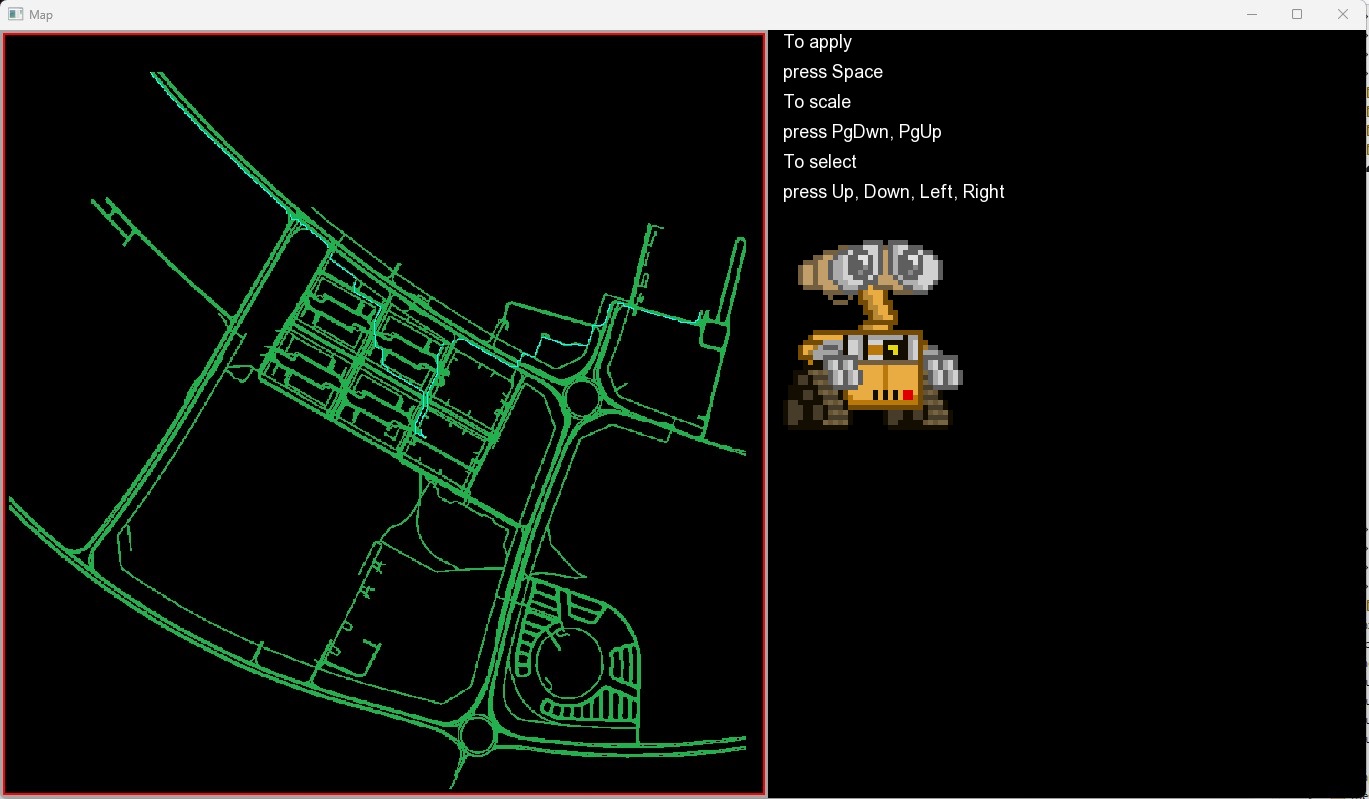 Map
To apply
press Space
To scale
press PgDwn, PgUp
To select
press Up, Down, Left, Right